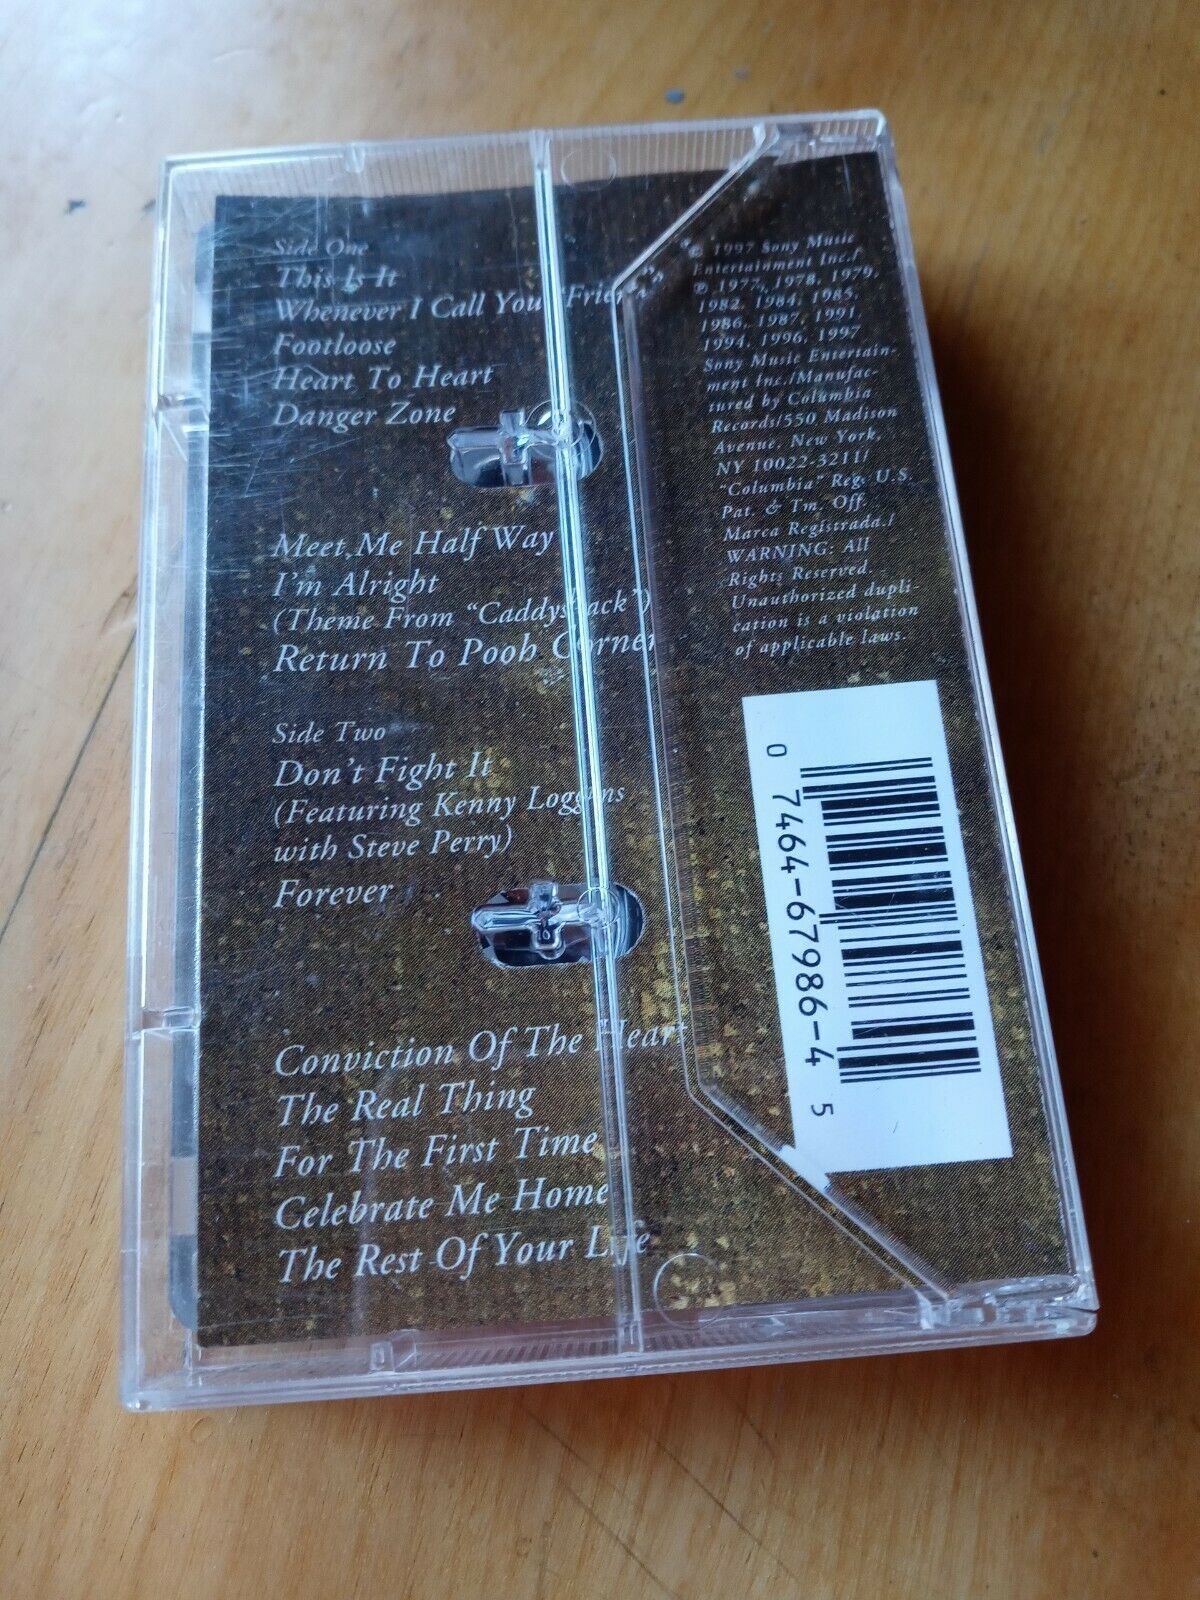 Side One
This Is It
Whenever I Call You "Friend"
Footloose
Heart To Heart
Danger Zone
Meet Me Half Way
I'm Alright
(Theme From "Caddyshack")
Return To Pooh Corner
Side Two
Don't Fight It
(Featuring Kenny Loggins
with Steve Perry)
Forever
Conviction Of The Heart
The Real Thing
For The First Time
Celebrate Me Home
The Rest Of Your Life
© 1997 Sony Music
Entertainment Inc./
℗ 1977, 1978, 1979,
1982, 1984, 1985,
1986, 1987, 1991,
1994, 1996, 1997
Sony Music Entertain-
ment Inc./Manufac-
tured by Columbia
Records/550 Madison
Avenue, New York,
NY 10022-3211/
"Columbia" Reg. U.S.
Pat. & Tm. Off.
Marca Registrada./
WARNING: All
Rights Reserved.
Unauthorized dupli-
cation is a violation
of applicable laws.
0 7464-67986-4 5